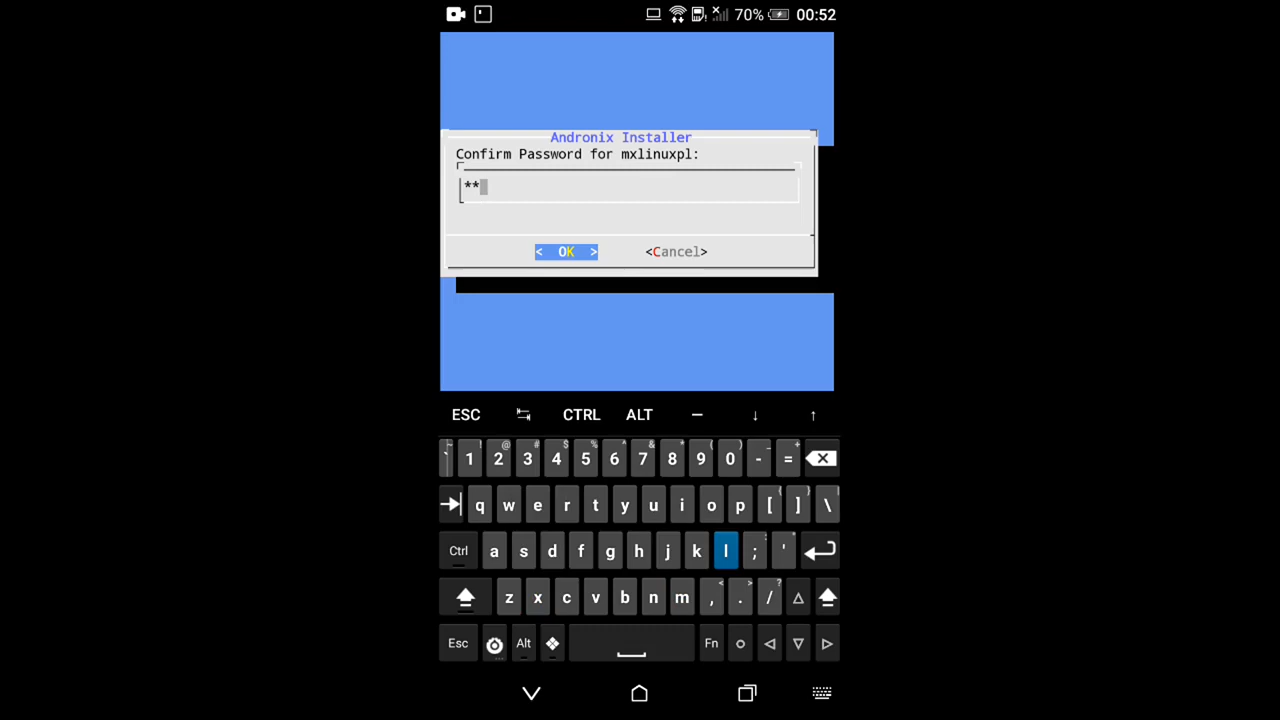 70% 00:52
Andronix Installer
Confirm Password for mxlinuxpl:
**
< OK > <Cancel>
ESC CTRL ALT — ↓ ↑
~ ! @ # $ % ^ & * ( ) _ +
` 1 2 3 4 5 6 7 8 9 0 - =
{ } |
q w e r t y u i o p [ ] \
: "
Ctrl a s d f g h j k l ; '
< > ?
z x c v b n m , . /
Esc Alt Fn